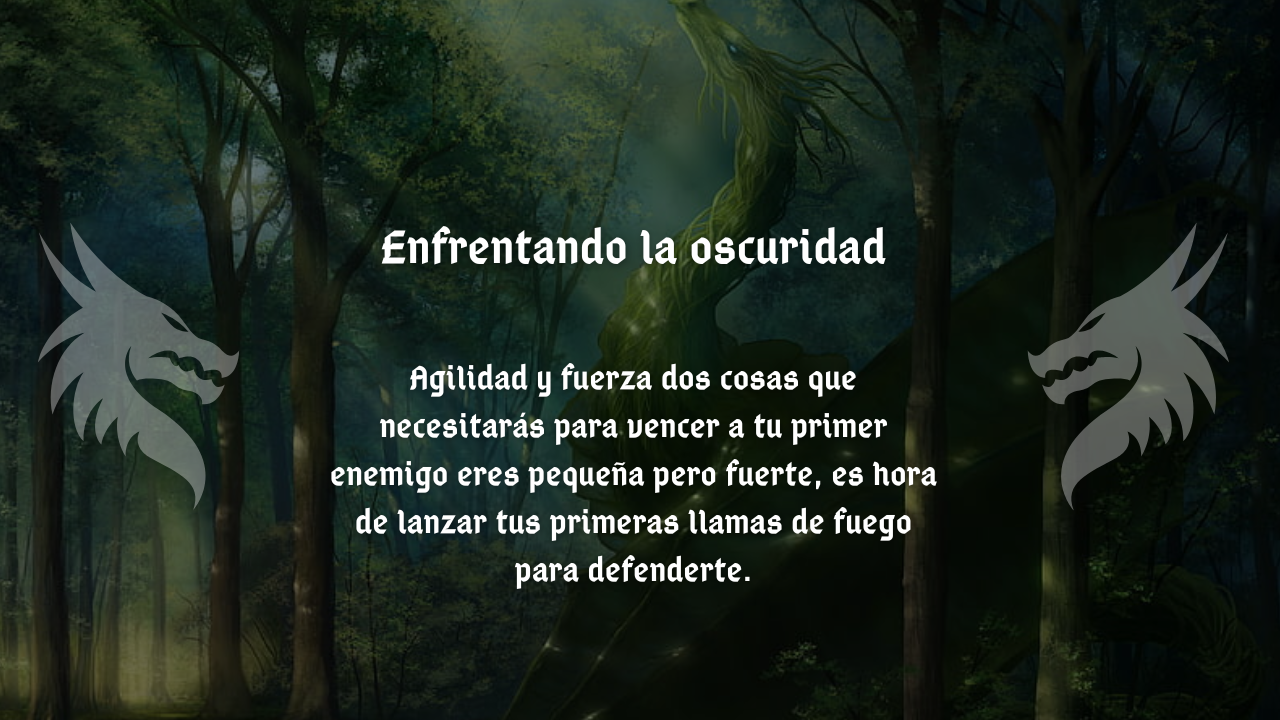 Enfrentando la oscuridad
Agilidad y fuerza dos cosas que
necesitarás para vencer a tu primer
enemigo eres pequeña pero fuerte, es hora
de lanzar tus primeras llamas de fuego
para defenderte.